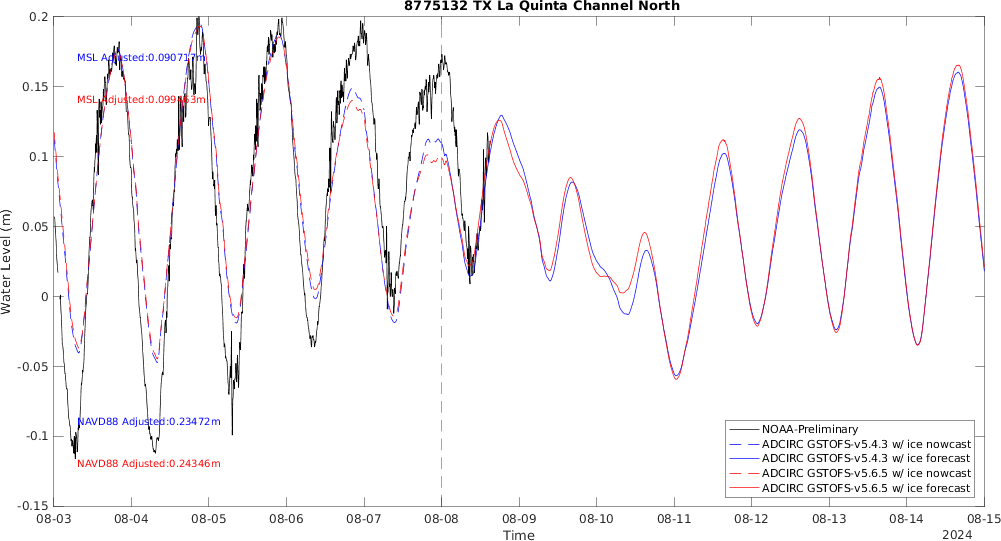 8775132 TX La Quinta Channel North
0.2
0.15
0.1
0.05
0
-0.05
-0.1
-0.15
Water Level (m)
MSL Adjusted:0.090717m
MSL Adjusted:0.099463m
NAVD88 Adjusted:0.23472m
NAVD88 Adjusted:0.24346m
NOAA-Preliminary
ADCIRC GSTOFS-v5.4.3 w/ ice nowcast
ADCIRC GSTOFS-v5.4.3 w/ ice forecast
ADCIRC GSTOFS-v5.6.5 w/ ice nowcast
ADCIRC GSTOFS-v5.6.5 w/ ice forecast
08-03 08-04 08-05 08-06 08-07 08-08 08-09 08-10 08-11 08-12 08-13 08-14 08-15
Time
2024